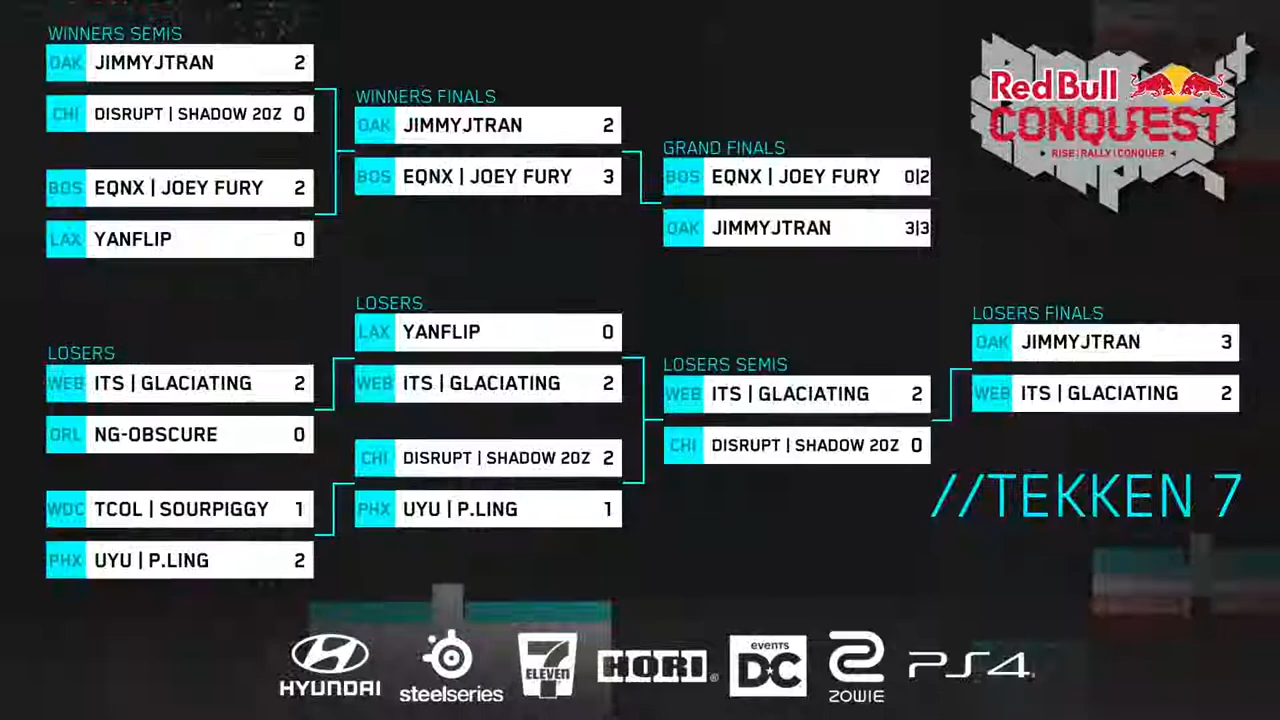 WINNERS SEMIS
OAK JIMMYJTRAN 2
CHI DISRUPT | SHADOW 20Z 0
BOS EQNX | JOEY FURY 2
LAX YANFLIP 0
WINNERS FINALS
OAK JIMMYJTRAN 2
BOS EQNX | JOEY FURY 3
GRAND FINALS
BOS EQNX | JOEY FURY 0|2
OAK JIMMYJTRAN 3|3
Red Bull
CONQUEST
RISE | RALLY | CONQUER
LOSERS
WEB ITS | GLACIATING 2
ORL NG-OBSCURE 0
WDC TCOL | SOURPIGGY 1
PHX UYU | P.LING 2
LOSERS
LAX YANFLIP 0
WEB ITS | GLACIATING 2
CHI DISRUPT | SHADOW 20Z 2
PHX UYU | P.LING 1
LOSERS SEMIS
WEB ITS | GLACIATING 2
CHI DISRUPT | SHADOW 20Z 0
LOSERS FINALS
OAK JIMMYJTRAN 3
WEB ITS | GLACIATING 2
//TEKKEN 7
HYUNDAI
steelseries
7 ELEVEN
HORI®
events
DC
ZOWIE
PS4